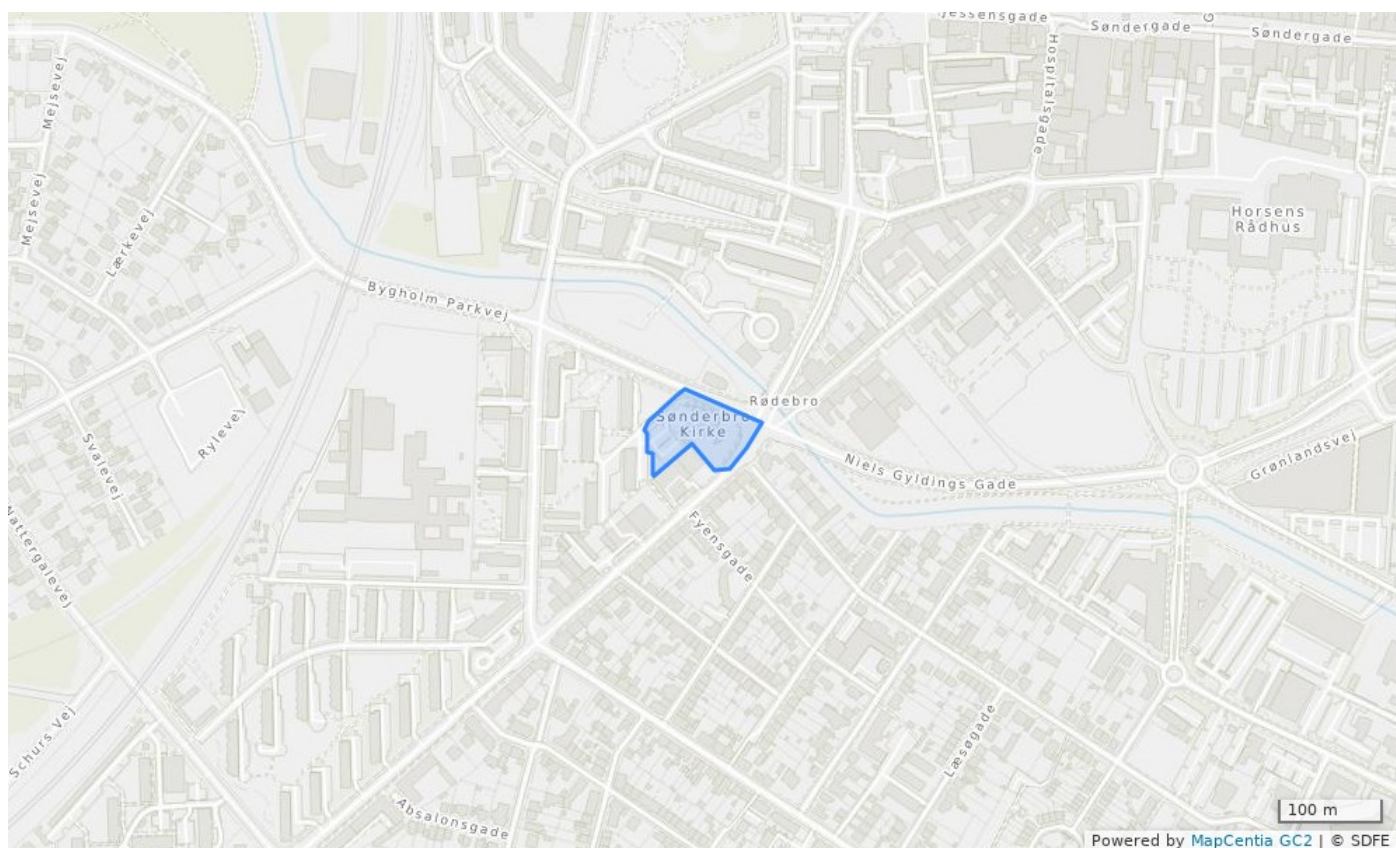 jessensgade
Søndergade
G
Søndergade
Hospitalsgade
Mejsevej
Mejsevej
Lærkevej
Horsens
Rådhus
Bygholm Parkvej
Rødebro
Sønderbro
Kirke
Rylevej
Svalevej
Niels Gyldings Gade
Grønlandsvej
Nattergalevej
Fyensgade
Schurs Vej
Læsøgade
Absalonsgade
100 m
Powered by MapCentia GC2 | © SDFE